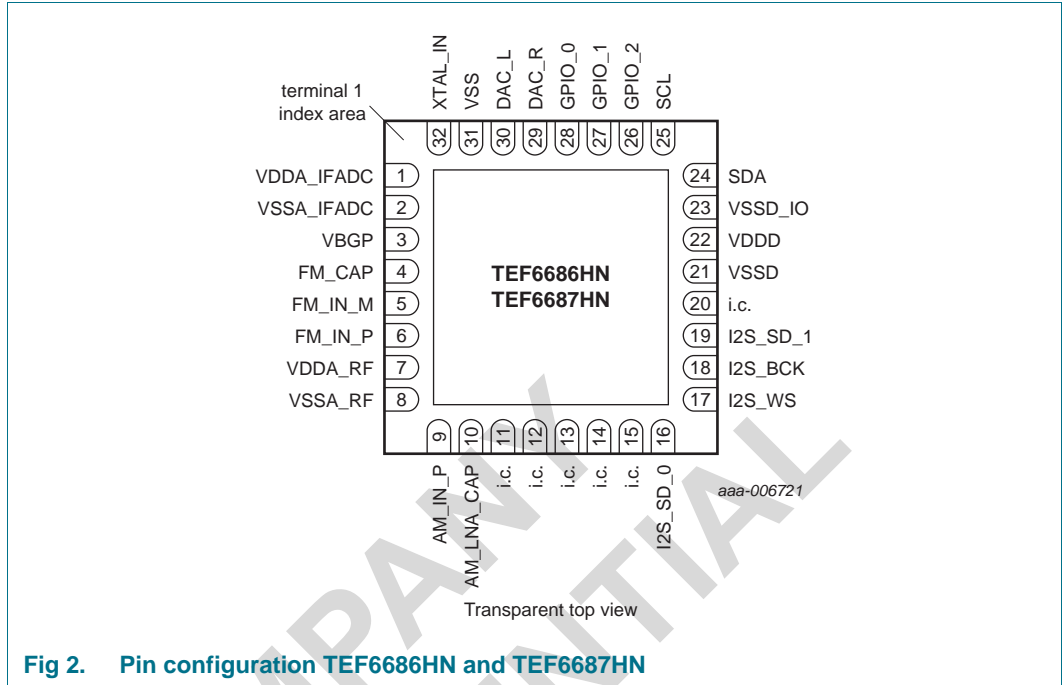 XTAL_IN
VSS
DAC_L
DAC_R
GPIO_0
GPIO_1
GPIO_2
SCL
terminal 1
index area
32 31 30 29 28 27 26 25
VDDA_IFADC 1 24 SDA
VSSA_IFADC 2 23 VSSD_IO
VBGP 3 22 VDDD
FM_CAP 4 TEF6686HN 21 VSSD
FM_IN_M 5 TEF6687HN 20 i.c.
FM_IN_P 6 19 I2S_SD_1
VDDA_RF 7 18 I2S_BCK
VSSA_RF 8 17 I2S_WS
9 10 11 12 13 14 15 16
AM_IN_P
AM_LNA_CAP
i.c.
i.c.
i.c.
i.c.
i.c.
I2S_SD_0
aaa-006721
Transparent top view
Fig 2. Pin configuration TEF6686HN and TEF6687HN